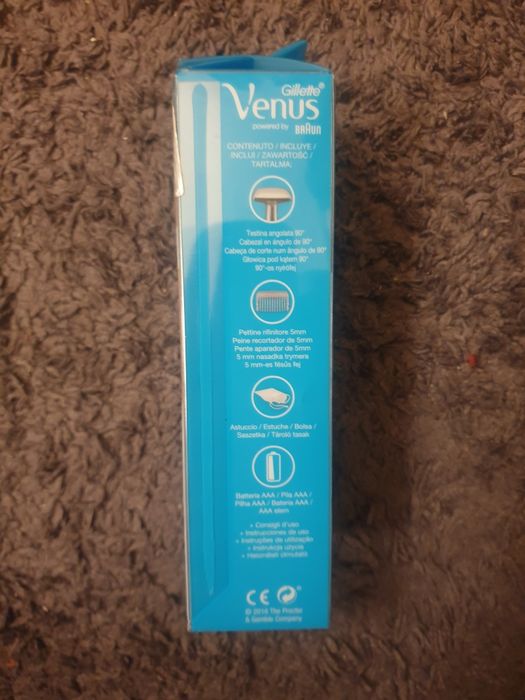 Gillette®
Venus
powered by BRAUN
CONTENUTO / INCLUYE /
INCLUI / ZAWARTOŚĆ /
TARTALMA:
Testina angolata 90°
Cabezal en ángulo de 90°
Cabeça de corte num ângulo de 90°
Głowica pod kątem 90°
90°-os nyírófej
Pettine rifinitore 5mm
Peine recortador de 5mm
Pente aparador de 5mm
5 mm nasadka trymera
5 mm-es fésűs fej
Astuccio / Estuche / Bolsa /
Saszetka / Tároló tasak
Batteria AAA / Pila AAA /
Pilha AAA / Bateria AAA /
AAA elem
+ Consigli d'uso
+ Instrucciones de uso
+ Instruções de utilização
+ Instrukcja użycia
+ Használati útmutató
CE
© 2016 The Procter
& Gamble Company